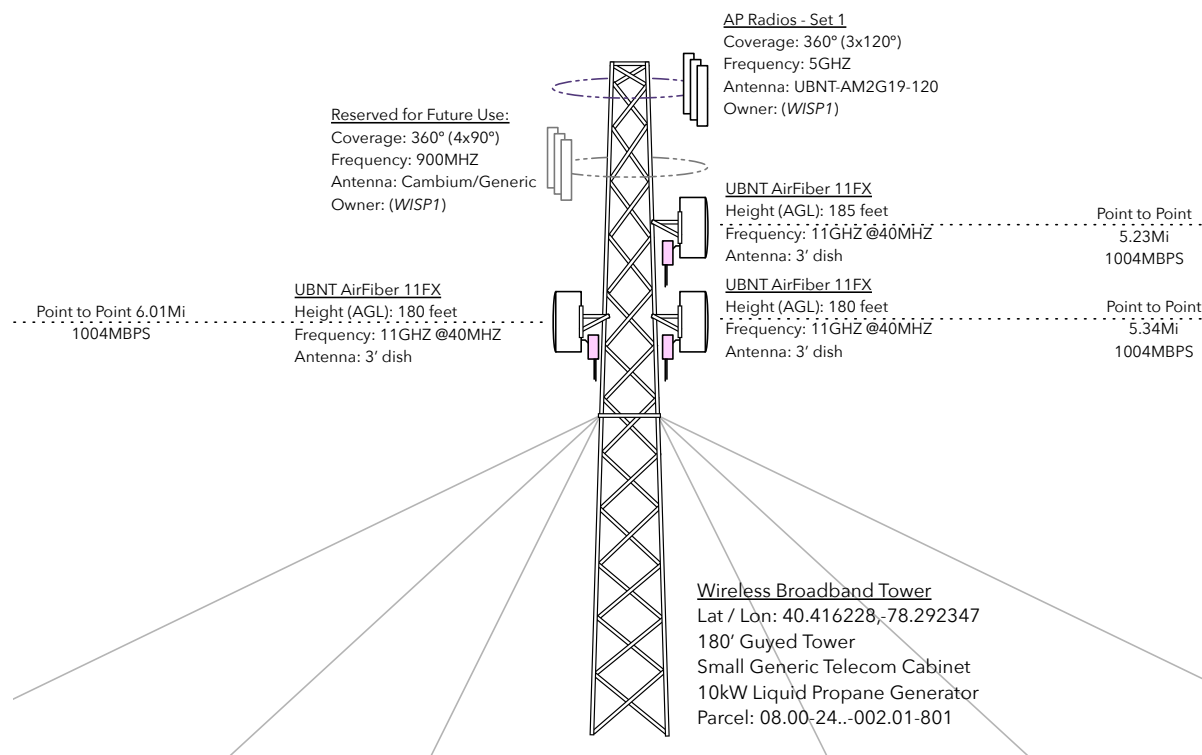 AP Radios - Set 1
Coverage: 360° (3x120°)
Frequency: 5GHZ
Antenna: UBNT-AM2G19-120
Owner: (WISP1)
Reserved for Future Use:
Coverage: 360° (4x90°)
Frequency: 900MHZ
Antenna: Cambium/Generic
Owner: (WISP1)
UBNT AirFiber 11FX
Height (AGL): 185 feet
Frequency: 11GHZ @40MHZ
Antenna: 3' dish
Point to Point
5.23Mi
1004MBPS
UBNT AirFiber 11FX
Height (AGL): 180 feet
Frequency: 11GHZ @40MHZ
Antenna: 3' dish
Point to Point
5.34Mi
1004MBPS
Point to Point 6.01Mi
1004MBPS
UBNT AirFiber 11FX
Height (AGL): 180 feet
Frequency: 11GHZ @40MHZ
Antenna: 3' dish
Wireless Broadband Tower
Lat / Lon: 40.416228,-78.292347
180' Guyed Tower
Small Generic Telecom Cabinet
10kW Liquid Propane Generator
Parcel: 08.00-24..-002.01-801